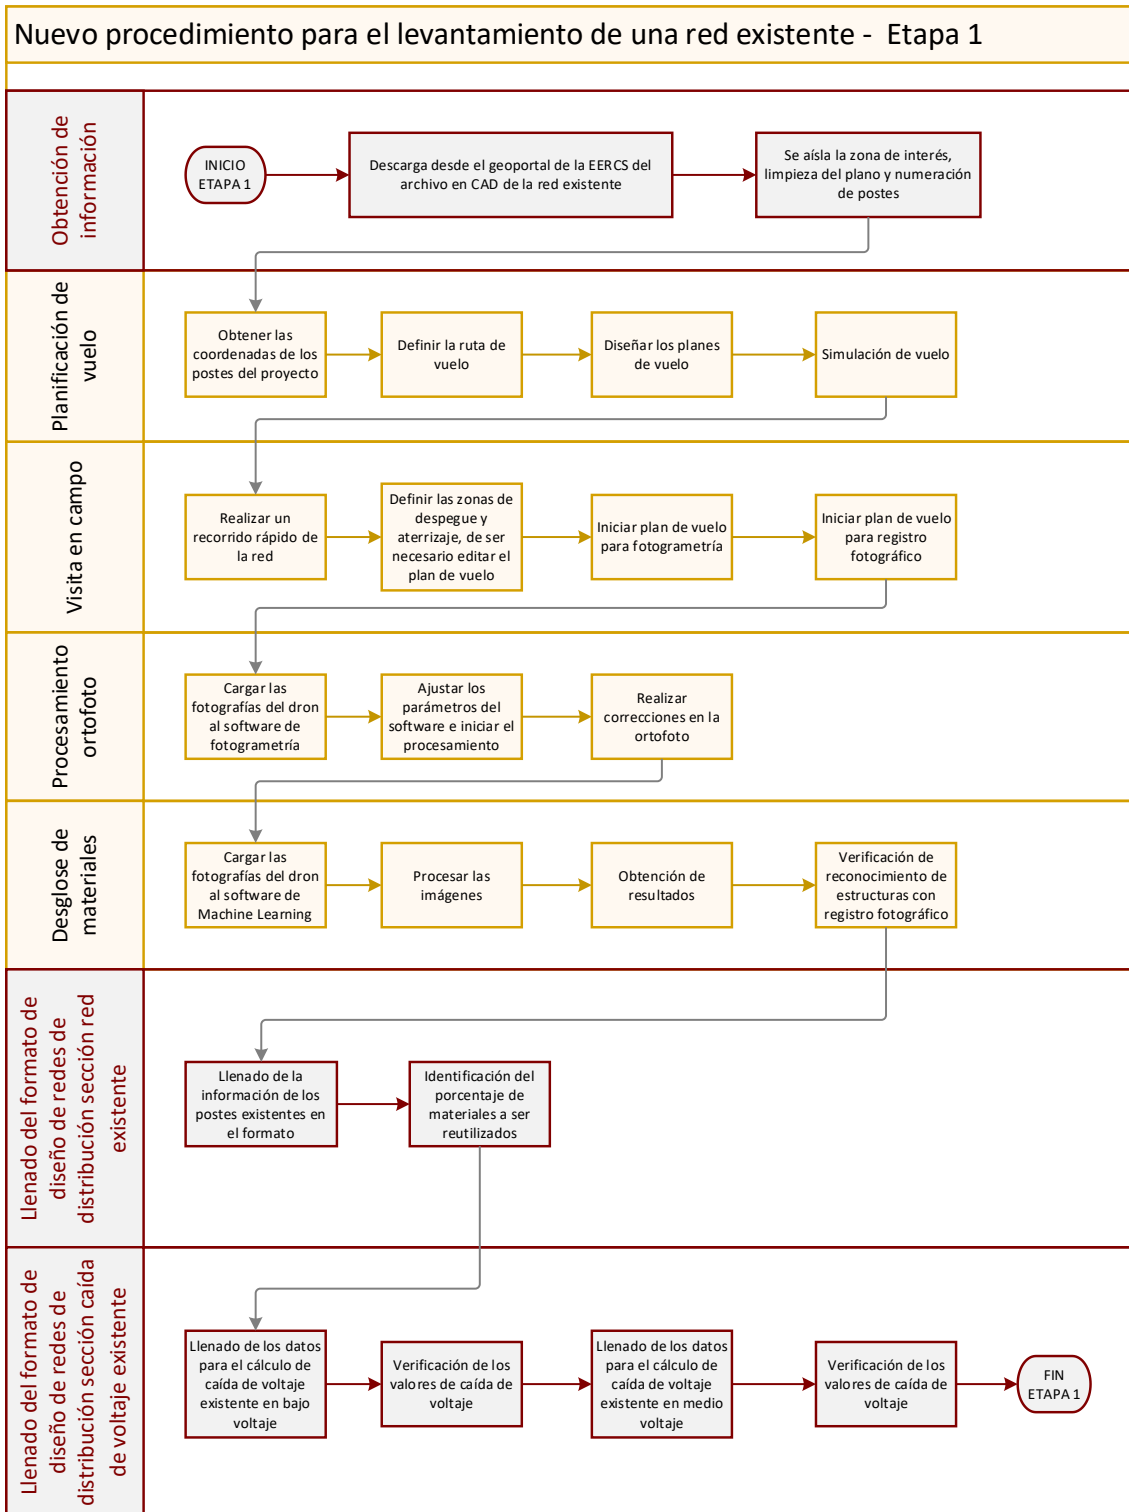 Nuevo procedimiento para el levantamiento de una red existente -  Etapa 1
Obtención de
información
INICIO
ETAPA 1
Descarga desde el geoportal de la EERCS del
archivo en CAD de la red existente
Se aísla la zona de interés,
limpieza del plano y numeración
de postes
Planificación de
vuelo
Obtener las
coordenadas de los
postes del proyecto
Definir la ruta de
vuelo
Diseñar los planes
de vuelo
Simulación de vuelo
Visita en campo
Realizar un
recorrido rápido de
la red
Definir las zonas de
despegue y
aterrizaje, de ser
necesario editar el
plan de vuelo
Iniciar plan de vuelo
para fotogrametría
Iniciar plan de vuelo
para registro
fotográfico
Procesamiento
ortofoto
Cargar las
fotografías del dron
al software de
fotogrametría
Ajustar los
parámetros del
software e iniciar el
procesamiento
Realizar
correcciones en la
ortofoto
Desglose de
materiales
Cargar las
fotografías del dron
al software de
Machine Learning
Procesar las
imágenes
Obtención de
resultados
Verificación de
reconocimiento de
estructuras con
registro fotográfico
Llenado del formato de
diseño de redes de
distribución sección red
existente
Llenado de la
información de los
postes existentes en
el formato
Identificación del
porcentaje de
materiales a ser
reutilizados
Llenado del formato de
diseño de redes de
distribución sección caída
de voltaje existente
Llenado de los datos
para el cálculo de
caída de voltaje
existente en bajo
voltaje
Verificación de los
valores de caída de
voltaje
Llenado de los datos
para el cálculo de
caída de voltaje
existente en medio
voltaje
Verificación de los
valores de caída de
voltaje
FIN
ETAPA 1